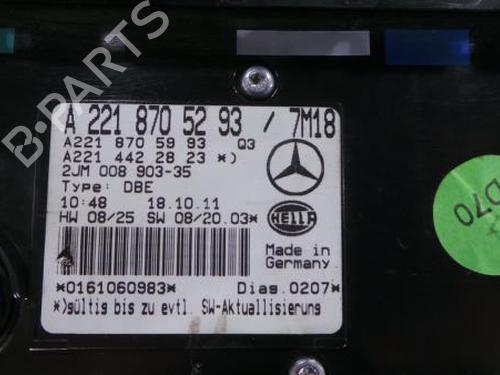 A 221 870 52 93 / 7M18
A221 870 59 93 Q3
A221 442 28 23 *)
2JM 008 903-35
Type: DBE
10:48 18.10.11
HW 08/25 SW 08/20.03*
HELLA
Made in
Germany
*0161060983* Diag.0207*
*)gültig bis zu evtl. SW-Aktuallisierung
D70
B-PARTS